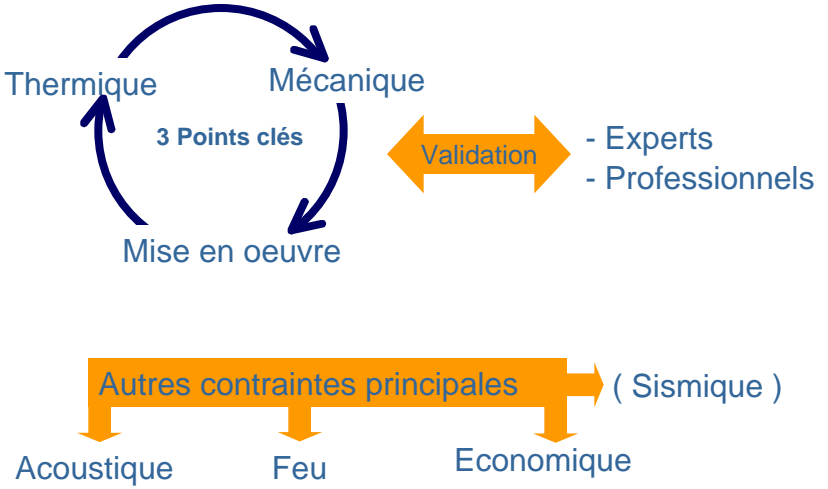 Thermique
Mécanique
3 Points clés
Mise en oeuvre
Validation
- Experts
- Professionnels
Autres contraintes principales
( Sismique )
Acoustique
Feu
Economique